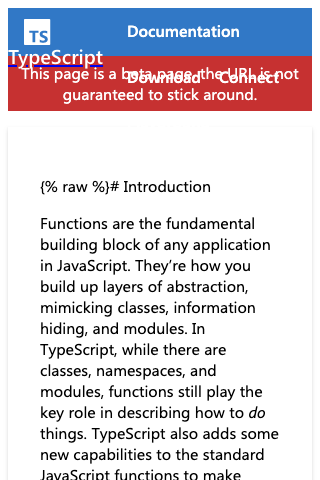 TS
Documentation
TypeScript
Download Connect
This page is a beta page, the URL is not
guaranteed to stick around.
{% raw %}# Introduction
Functions are the fundamental
building block of any application
in JavaScript. They’re how you
build up layers of abstraction,
mimicking classes, information
hiding, and modules. In
TypeScript, while there are
classes, namespaces, and
modules, functions still play the
key role in describing how to do
things. TypeScript also adds some
new capabilities to the standard
JavaScript functions to make